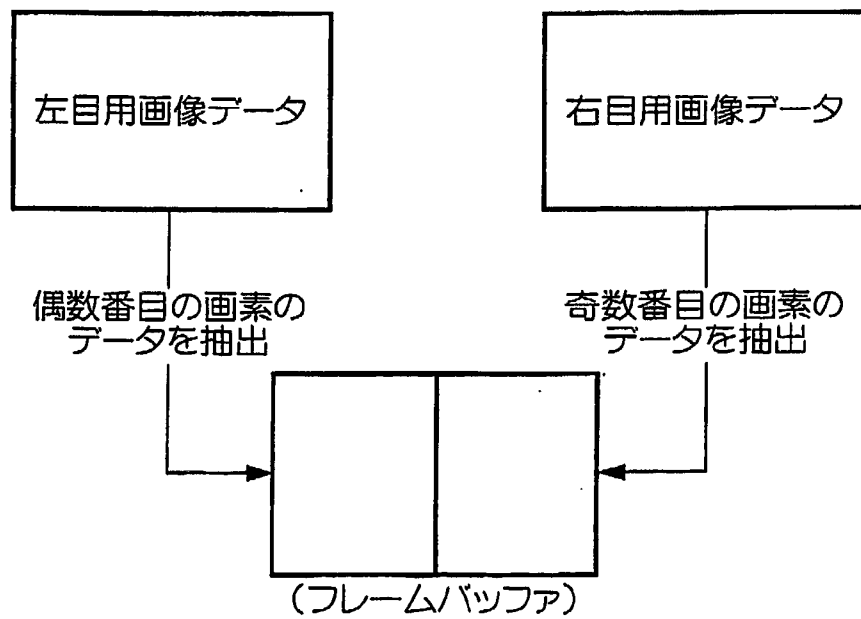 左目用画像データ
右目用画像データ
偶数番目の画素の
データを抽出
奇数番目の画素の
データを抽出
(フレームバッファ)